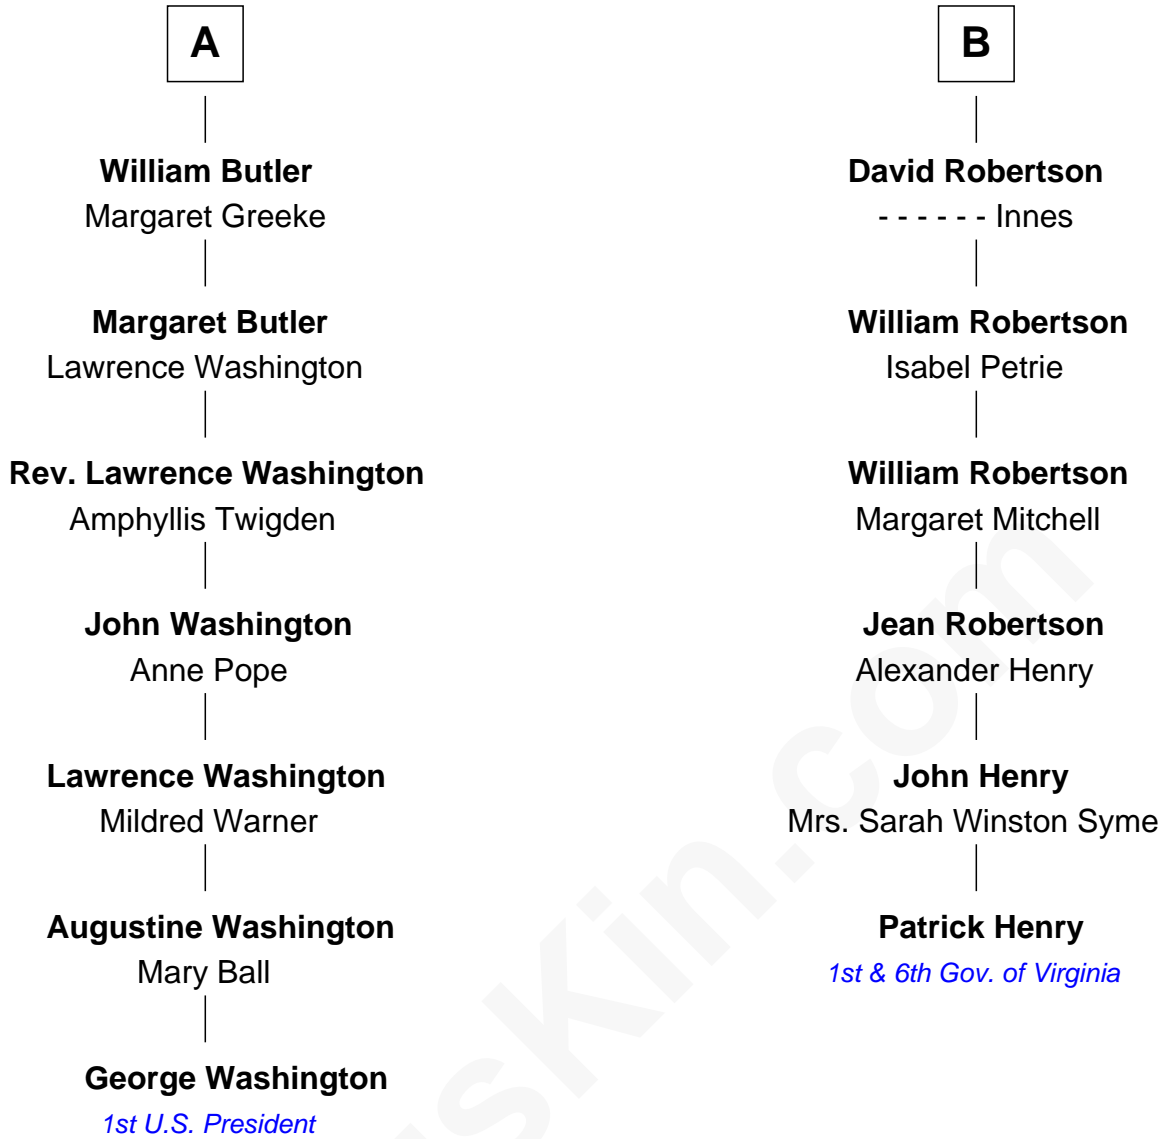 A
William Butler
Margaret Greeke
Margaret Butler
Lawrence Washington
Rev. Lawrence Washington
Amphyllis Twigden
John Washington
Anne Pope
Lawrence Washington
Mildred Warner
Augustine Washington
Mary Ball
George Washington
1st U.S. President
B
David Robertson
- - - - - - Innes
William Robertson
Isabel Petrie
William Robertson
Margaret Mitchell
Jean Robertson
Alexander Henry
John Henry
Mrs. Sarah Winston Syme
Patrick Henry
1st & 6th Gov. of Virginia